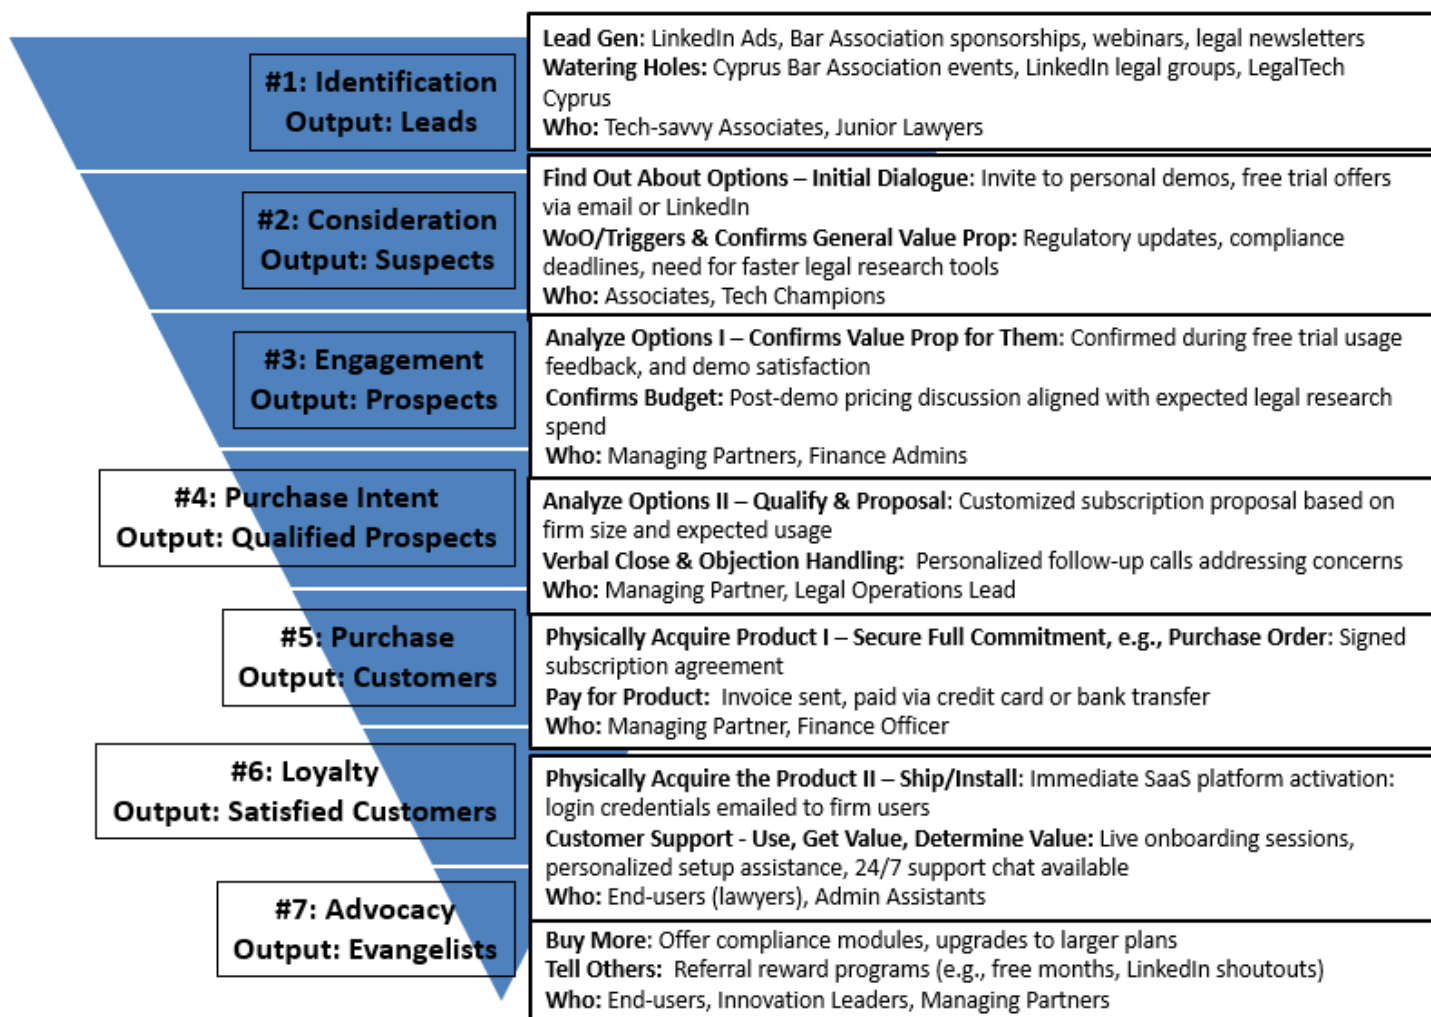 #1: Identification
Output: Leads
Lead Gen: LinkedIn Ads, Bar Association sponsorships, webinars, legal newsletters
Watering Holes: Cyprus Bar Association events, LinkedIn legal groups, LegalTech
Cyprus
Who: Tech-savvy Associates, Junior Lawyers
#2: Consideration
Output: Suspects
Find Out About Options – Initial Dialogue: Invite to personal demos, free trial offers
via email or LinkedIn
WoO/Triggers & Confirms General Value Prop: Regulatory updates, compliance
deadlines, need for faster legal research tools
Who: Associates, Tech Champions
#3: Engagement
Output: Prospects
Analyze Options I – Confirms Value Prop for Them: Confirmed during free trial usage
feedback, and demo satisfaction
Confirms Budget: Post-demo pricing discussion aligned with expected legal research
spend
Who: Managing Partners, Finance Admins
#4: Purchase Intent
Output: Qualified Prospects
Analyze Options II – Qualify & Proposal: Customized subscription proposal based on
firm size and expected usage
Verbal Close & Objection Handling: Personalized follow-up calls addressing concerns
Who: Managing Partner, Legal Operations Lead
#5: Purchase
Output: Customers
Physically Acquire Product I – Secure Full Commitment, e.g., Purchase Order: Signed
subscription agreement
Pay for Product: Invoice sent, paid via credit card or bank transfer
Who: Managing Partner, Finance Officer
#6: Loyalty
Output: Satisfied Customers
Physically Acquire the Product II – Ship/Install: Immediate SaaS platform activation:
login credentials emailed to firm users
Customer Support - Use, Get Value, Determine Value: Live onboarding sessions,
personalized setup assistance, 24/7 support chat available
Who: End-users (lawyers), Admin Assistants
#7: Advocacy
Output: Evangelists
Buy More: Offer compliance modules, upgrades to larger plans
Tell Others: Referral reward programs (e.g., free months, LinkedIn shoutouts)
Who: End-users, Innovation Leaders, Managing Partners